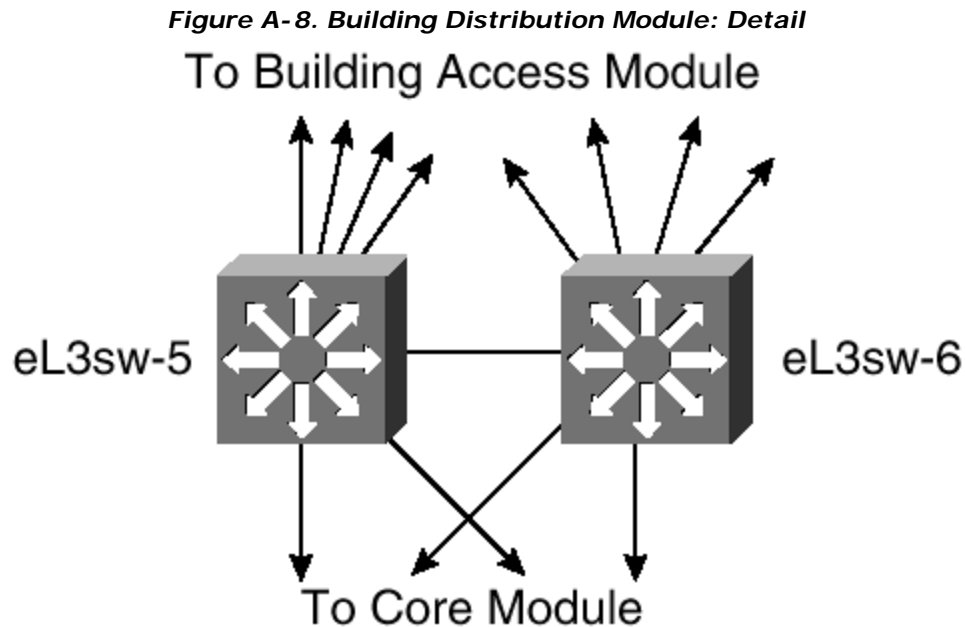 Figure A-8. Building Distribution Module: Detail
To Building Access Module
eL3sw-5
eL3sw-6
To Core Module